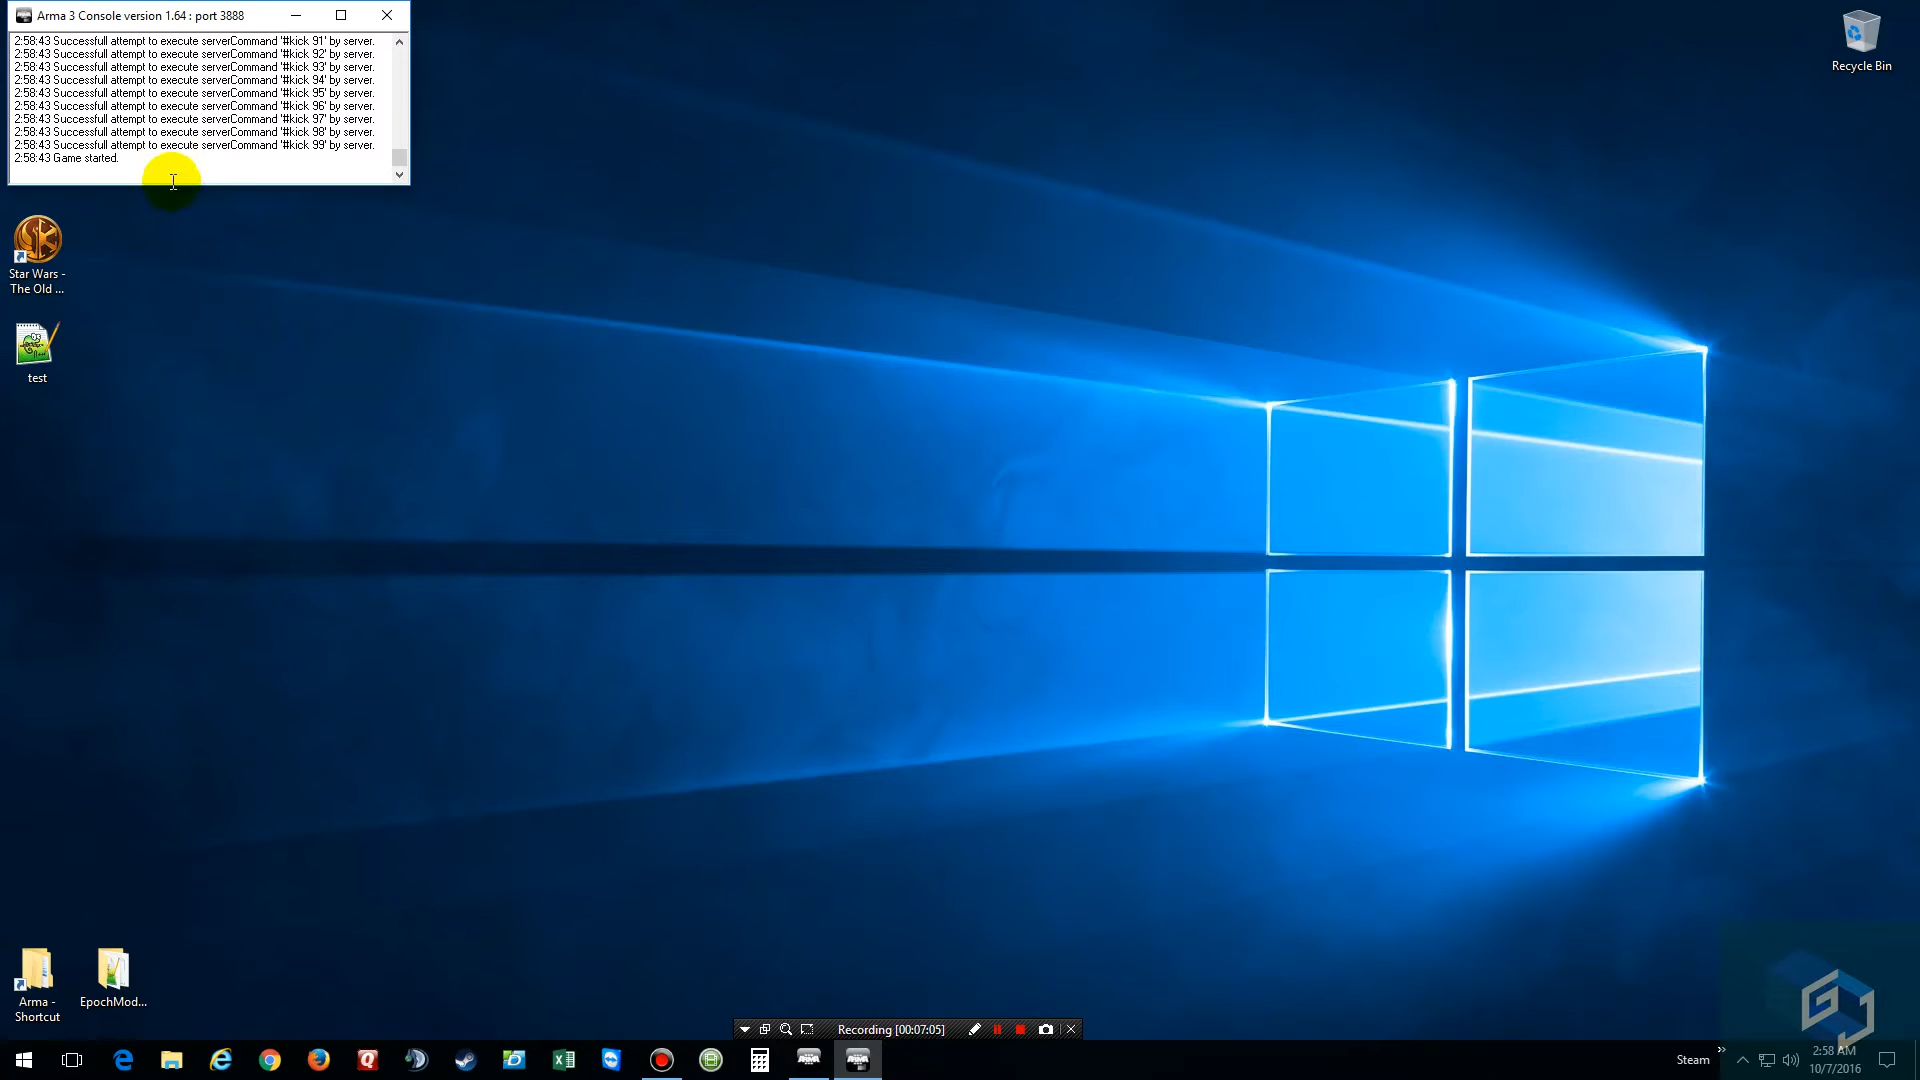 Arma 3 Console version 1.64 : port 3888
2:58:43 Successfull attempt to execute serverCommand '#kick 91' by server.
2:58:43 Successfull attempt to execute serverCommand '#kick 92' by server.
2:58:43 Successfull attempt to execute serverCommand '#kick 93' by server.
2:58:43 Successfull attempt to execute serverCommand '#kick 94' by server.
2:58:43 Successfull attempt to execute serverCommand '#kick 95' by server.
2:58:43 Successfull attempt to execute serverCommand '#kick 96' by server.
2:58:43 Successfull attempt to execute serverCommand '#kick 97' by server.
2:58:43 Successfull attempt to execute serverCommand '#kick 98' by server.
2:58:43 Successfull attempt to execute serverCommand '#kick 99' by server.
2:58:43 Game started.
Recycle Bin
Star Wars -
The Old ...
test
Arma -
Shortcut
EpochMod...
Recording [00:07:05]
Steam
2:58 AM
10/7/2016